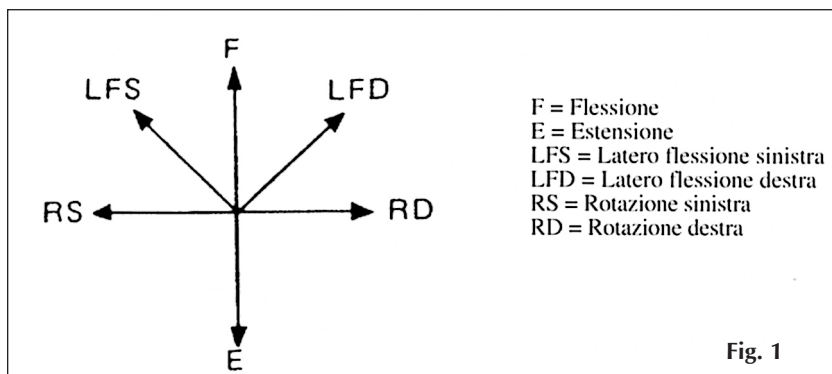 F
LFS LFD
RS RD
E
F = Flessione
E = Estensione
LFS = Latero flessione sinistra
LFD = Latero flessione destra
RS = Rotazione sinistra
RD = Rotazione destra
Fig. 1